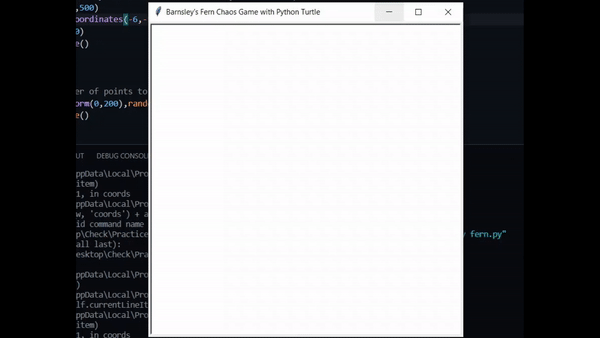 ,500)
Barnsley's Fern Chaos Game with Python Turtle
oordinates(-6,-
0)
e()
er of points to
orm(0,200),rand
e()
UT DEBUG CONSOL
ppData\Local\Pro
item)
1, in coords
ppData\Local\Pro
w, 'coords') + a
id command name
p\Check\Practice y fern.py"
all last):
esktop\Check\Pra
ppData\Local\Pro
)
ppData\Local\Pro
lf.currentLineIt
ppData\Local\Pro
item)
1, in coords